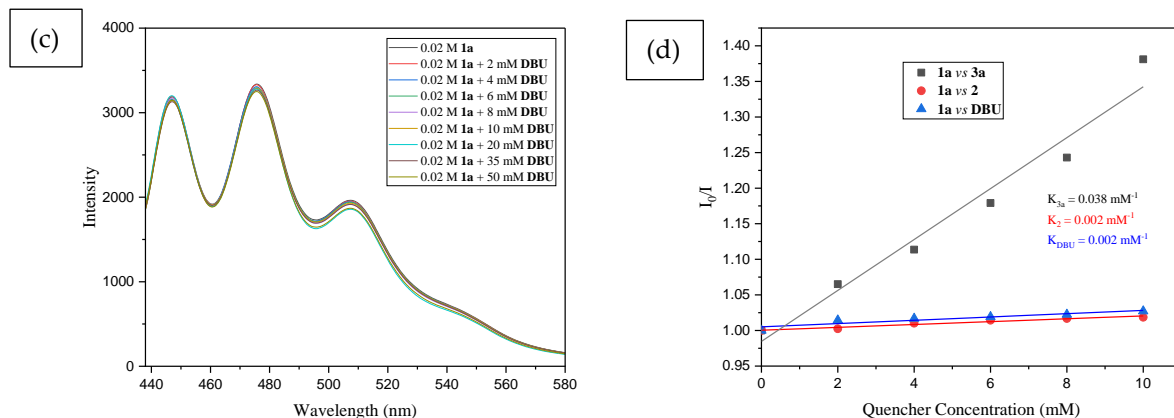 (c)
4000
3000
2000
1000
0
Intensity
440 460 480 500 520 540 560 580
Wavelength (nm)
0.02 M 1a
0.02 M 1a + 2 mM DBU
0.02 M 1a + 4 mM DBU
0.02 M 1a + 6 mM DBU
0.02 M 1a + 8 mM DBU
0.02 M 1a + 10 mM DBU
0.02 M 1a + 20 mM DBU
0.02 M 1a + 35 mM DBU
0.02 M 1a + 50 mM DBU
(d)
1.40
1.35
1.30
1.25
1.20
1.15
1.10
1.05
1.00
0.95
I₀/I
0 2 4 6 8 10
Quencher Concentration (mM)
1a vs 3a
1a vs 2
1a vs DBU
K3a = 0.038 mM⁻¹
K2 = 0.002 mM⁻¹
KDBU = 0.002 mM⁻¹